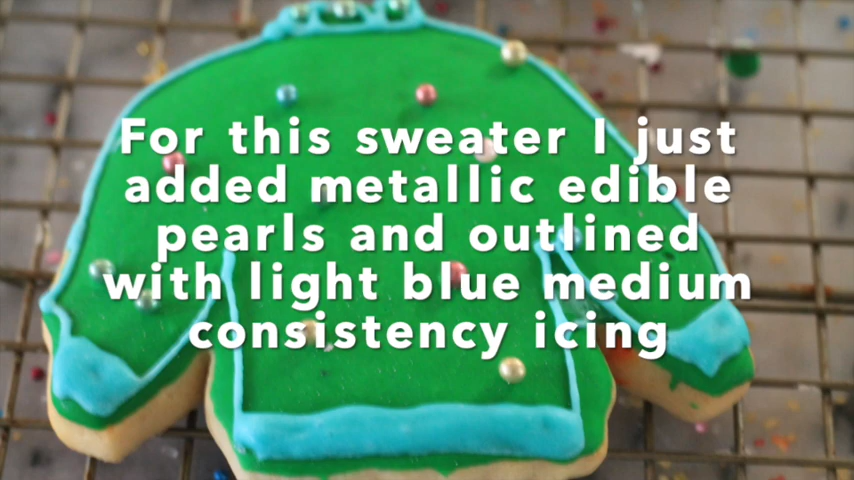 For this sweater I just
added metallic edible
pearls and outlined
with light blue medium
consistency icing